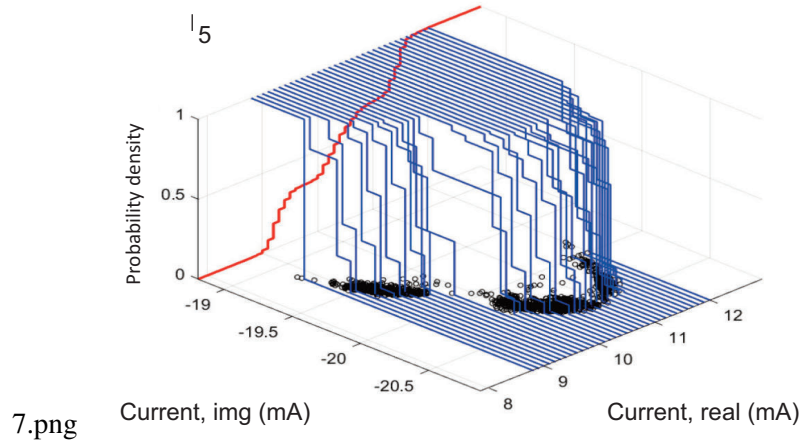 I5
1
0.5
0
Probability density
-19
-19.5
-20
-20.5
8
9
10
11
12
7.png
Current, img (mA)
Current, real (mA)